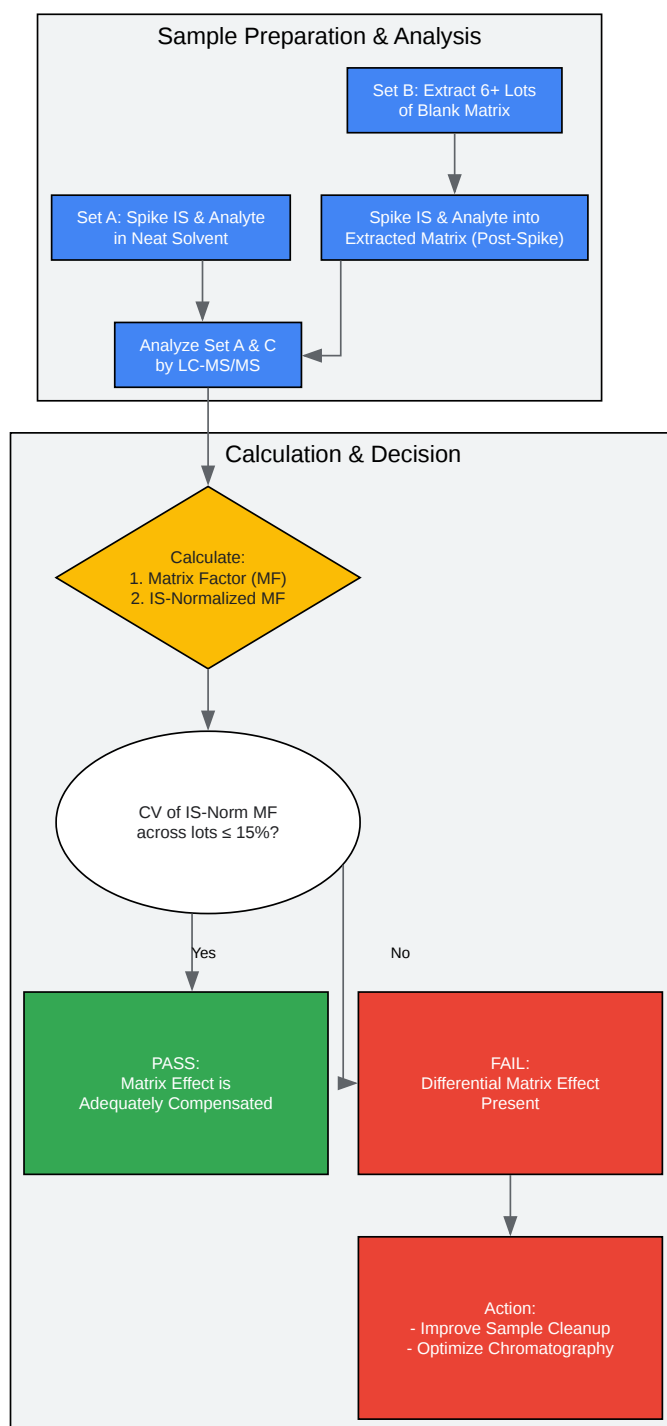 Sample Preparation & Analysis
Set B: Extract 6+ Lots
of Blank Matrix
Set A: Spike IS & Analyte
in Neat Solvent
Spike IS & Analyte into
Extracted Matrix (Post-Spike)
Analyze Set A & C
by LC-MS/MS
Calculation & Decision
Calculate:
1. Matrix Factor (MF)
2. IS-Normalized MF
CV of IS-Norm MF
across lots ≤ 15%?
Yes
No
PASS:
Matrix Effect is
Adequately Compensated
FAIL:
Differential Matrix Effect
Present
Action:
- Improve Sample Cleanup
- Optimize Chromatography